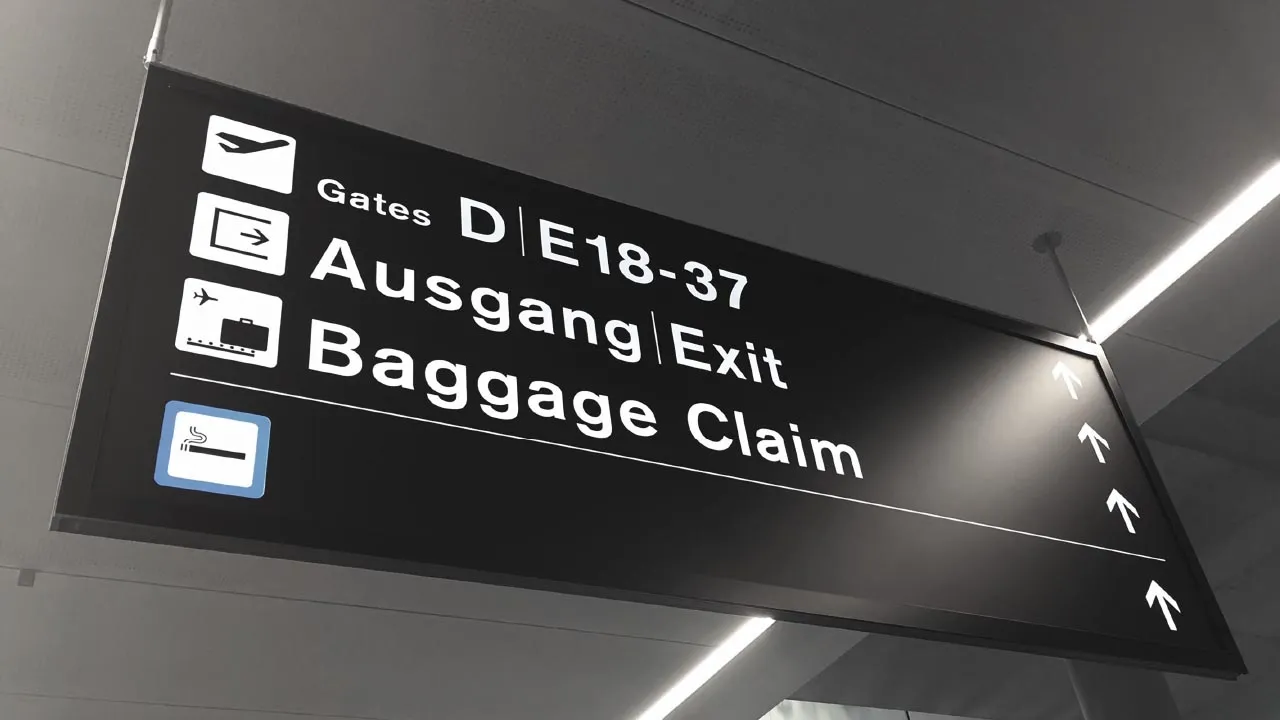 Gates D|E18-37
Ausgang|Exit
Baggage Claim